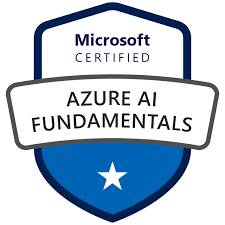 Microsoft
CERTIFIED
AZURE AI
FUNDAMENTALS